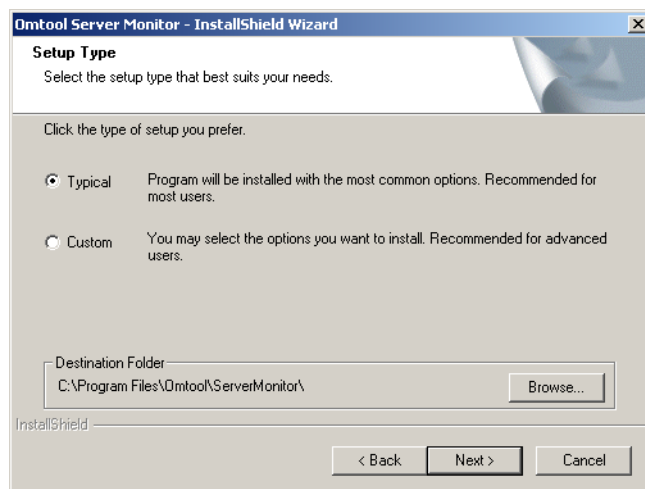 Omtool Server Monitor - InstallShield Wizard
Setup Type
Select the setup type that best suits your needs.
Click the type of setup you prefer.
Typical
Program will be installed with the most common options. Recommended for
most users.
Custom
You may select the options you want to install. Recommended for advanced
users.
Destination Folder
C:\Program Files\Omtool\ServerMonitor\
Browse...
InstallShield
< Back
Next >
Cancel